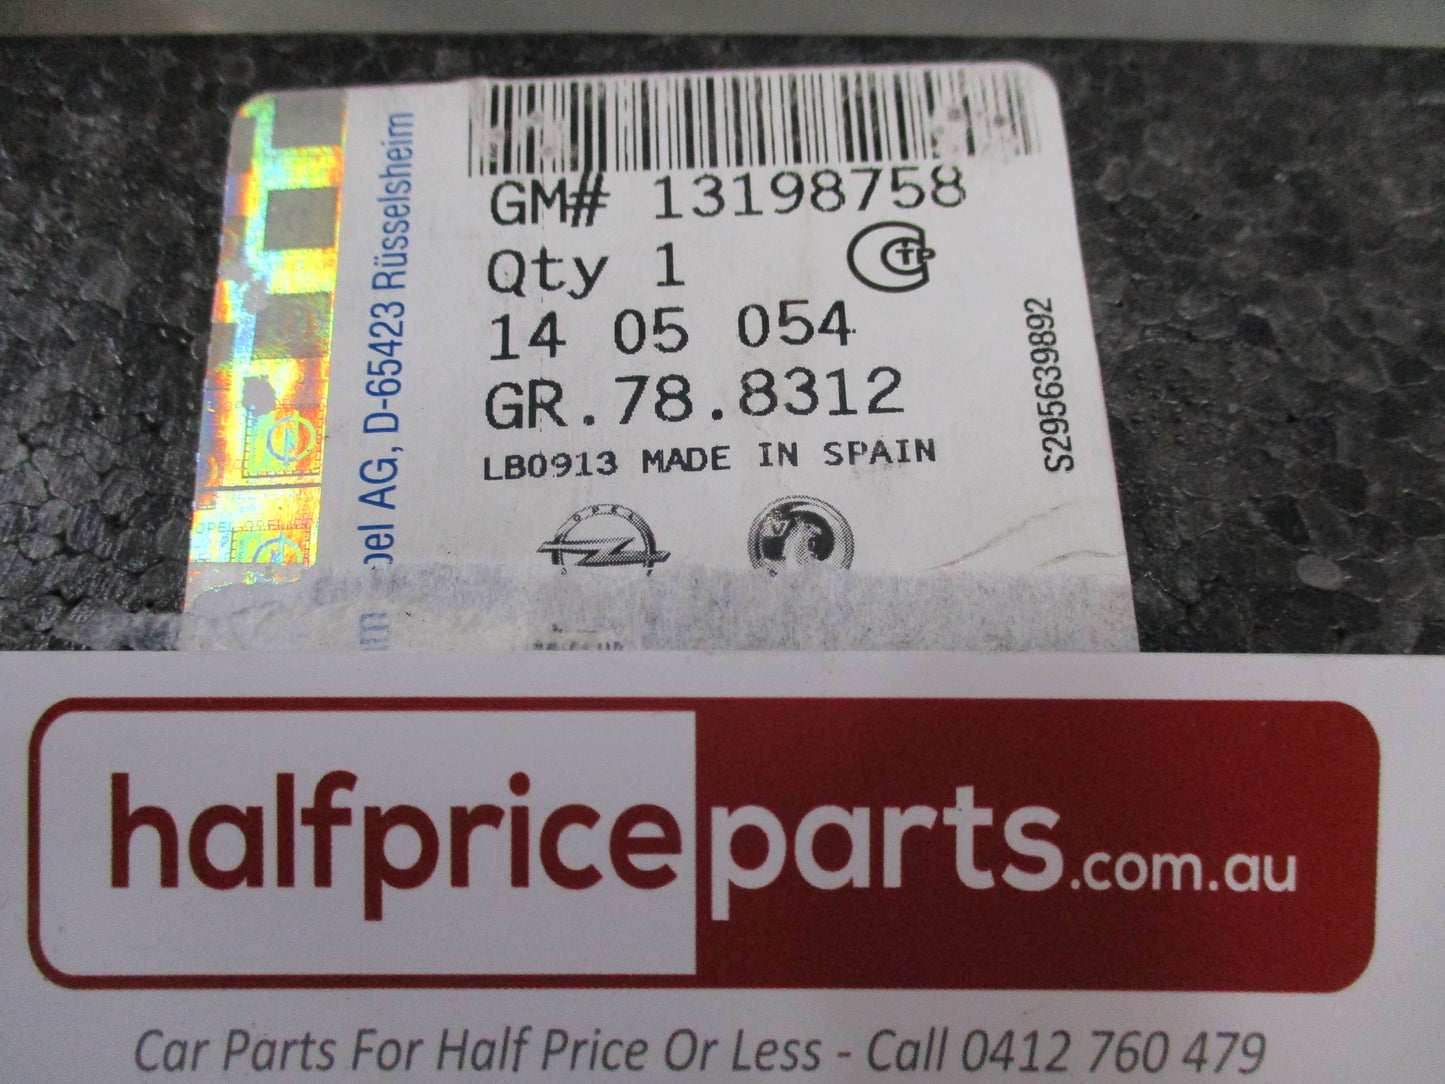 GM# 13198758
Qty 1
14 05 054
GR.78.8312
LB0913 MADE IN SPAIN
S295639892
pel AG, D-65423 Rüsselsheim
OPEL
halfpriceparts.com.au
Car Parts For Half Price Or Less - Call 0412 760 479